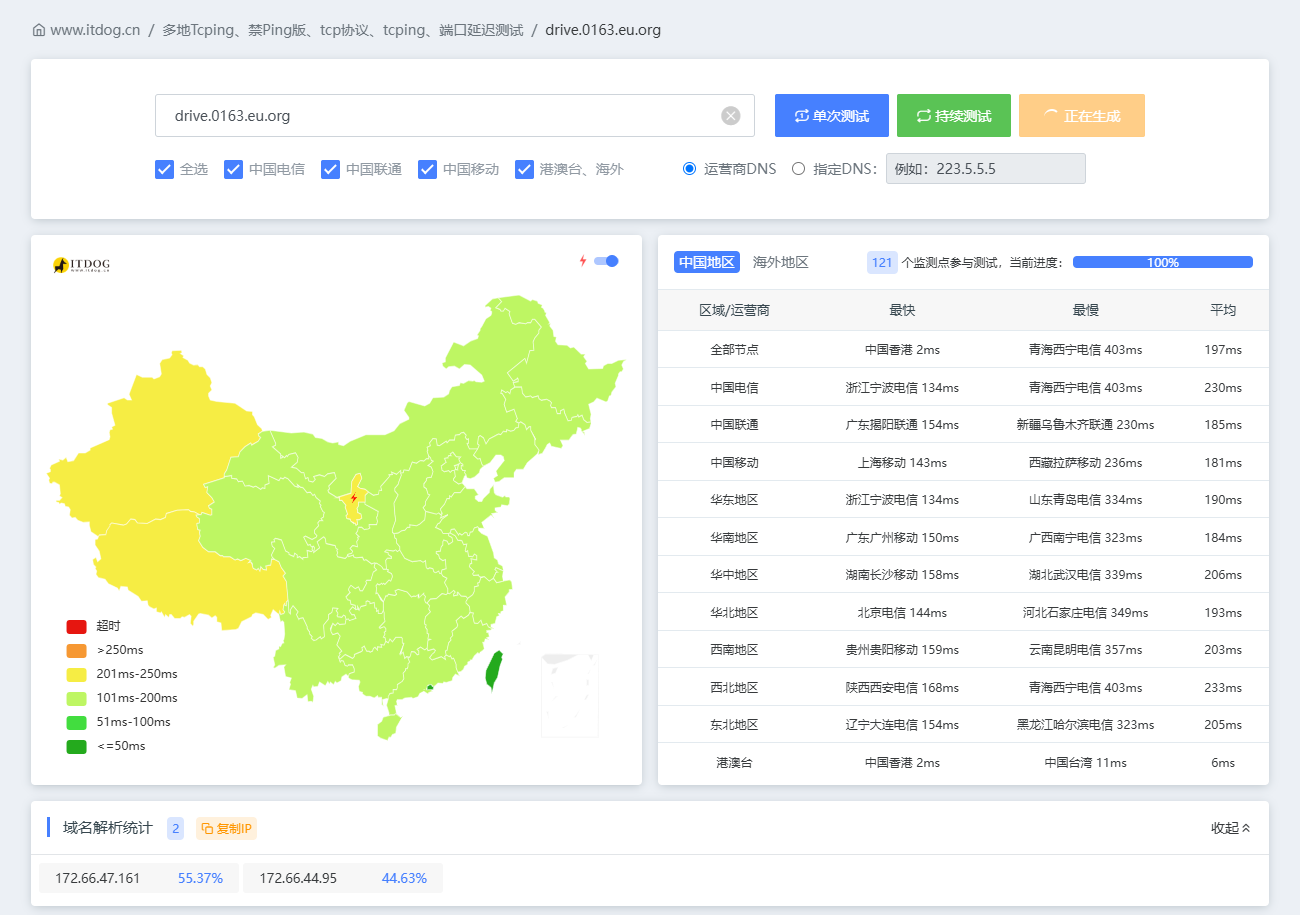 www.itdog.cn / 多地Tcping、禁Ping版、tcp协议、tcping、端口延迟测试 / drive.0163.eu.org
drive.0163.eu.org
单次测试
持续测试
正在生成
全选 中国电信 中国联通 中国移动 港澳台、海外
运营商DNS 指定DNS: 例如：223.5.5.5
ITDOG
www.itdog.cn
超时
>250ms
201ms-250ms
101ms-200ms
51ms-100ms
<=50ms
中国地区 海外地区 121 个监测点参与测试，当前进度： 100%
区域/运营商 最快 最慢 平均
全部节点 中国香港 2ms 青海西宁电信 403ms 197ms
中国电信 浙江宁波电信 134ms 青海西宁电信 403ms 230ms
中国联通 广东揭阳联通 154ms 新疆乌鲁木齐联通 230ms 185ms
中国移动 上海移动 143ms 西藏拉萨移动 236ms 181ms
华东地区 浙江宁波电信 134ms 山东青岛电信 334ms 190ms
华南地区 广东广州移动 150ms 广西南宁电信 323ms 184ms
华中地区 湖南长沙移动 158ms 湖北武汉电信 339ms 206ms
华北地区 北京电信 144ms 河北石家庄电信 349ms 193ms
西南地区 贵州贵阳移动 159ms 云南昆明电信 357ms 203ms
西北地区 陕西西安电信 168ms 青海西宁电信 403ms 233ms
东北地区 辽宁大连电信 154ms 黑龙江哈尔滨电信 323ms 205ms
港澳台 中国香港 2ms 中国台湾 11ms 6ms
域名解析统计 2 复制IP 收起
172.66.47.161 55.37% 172.66.44.95 44.63%